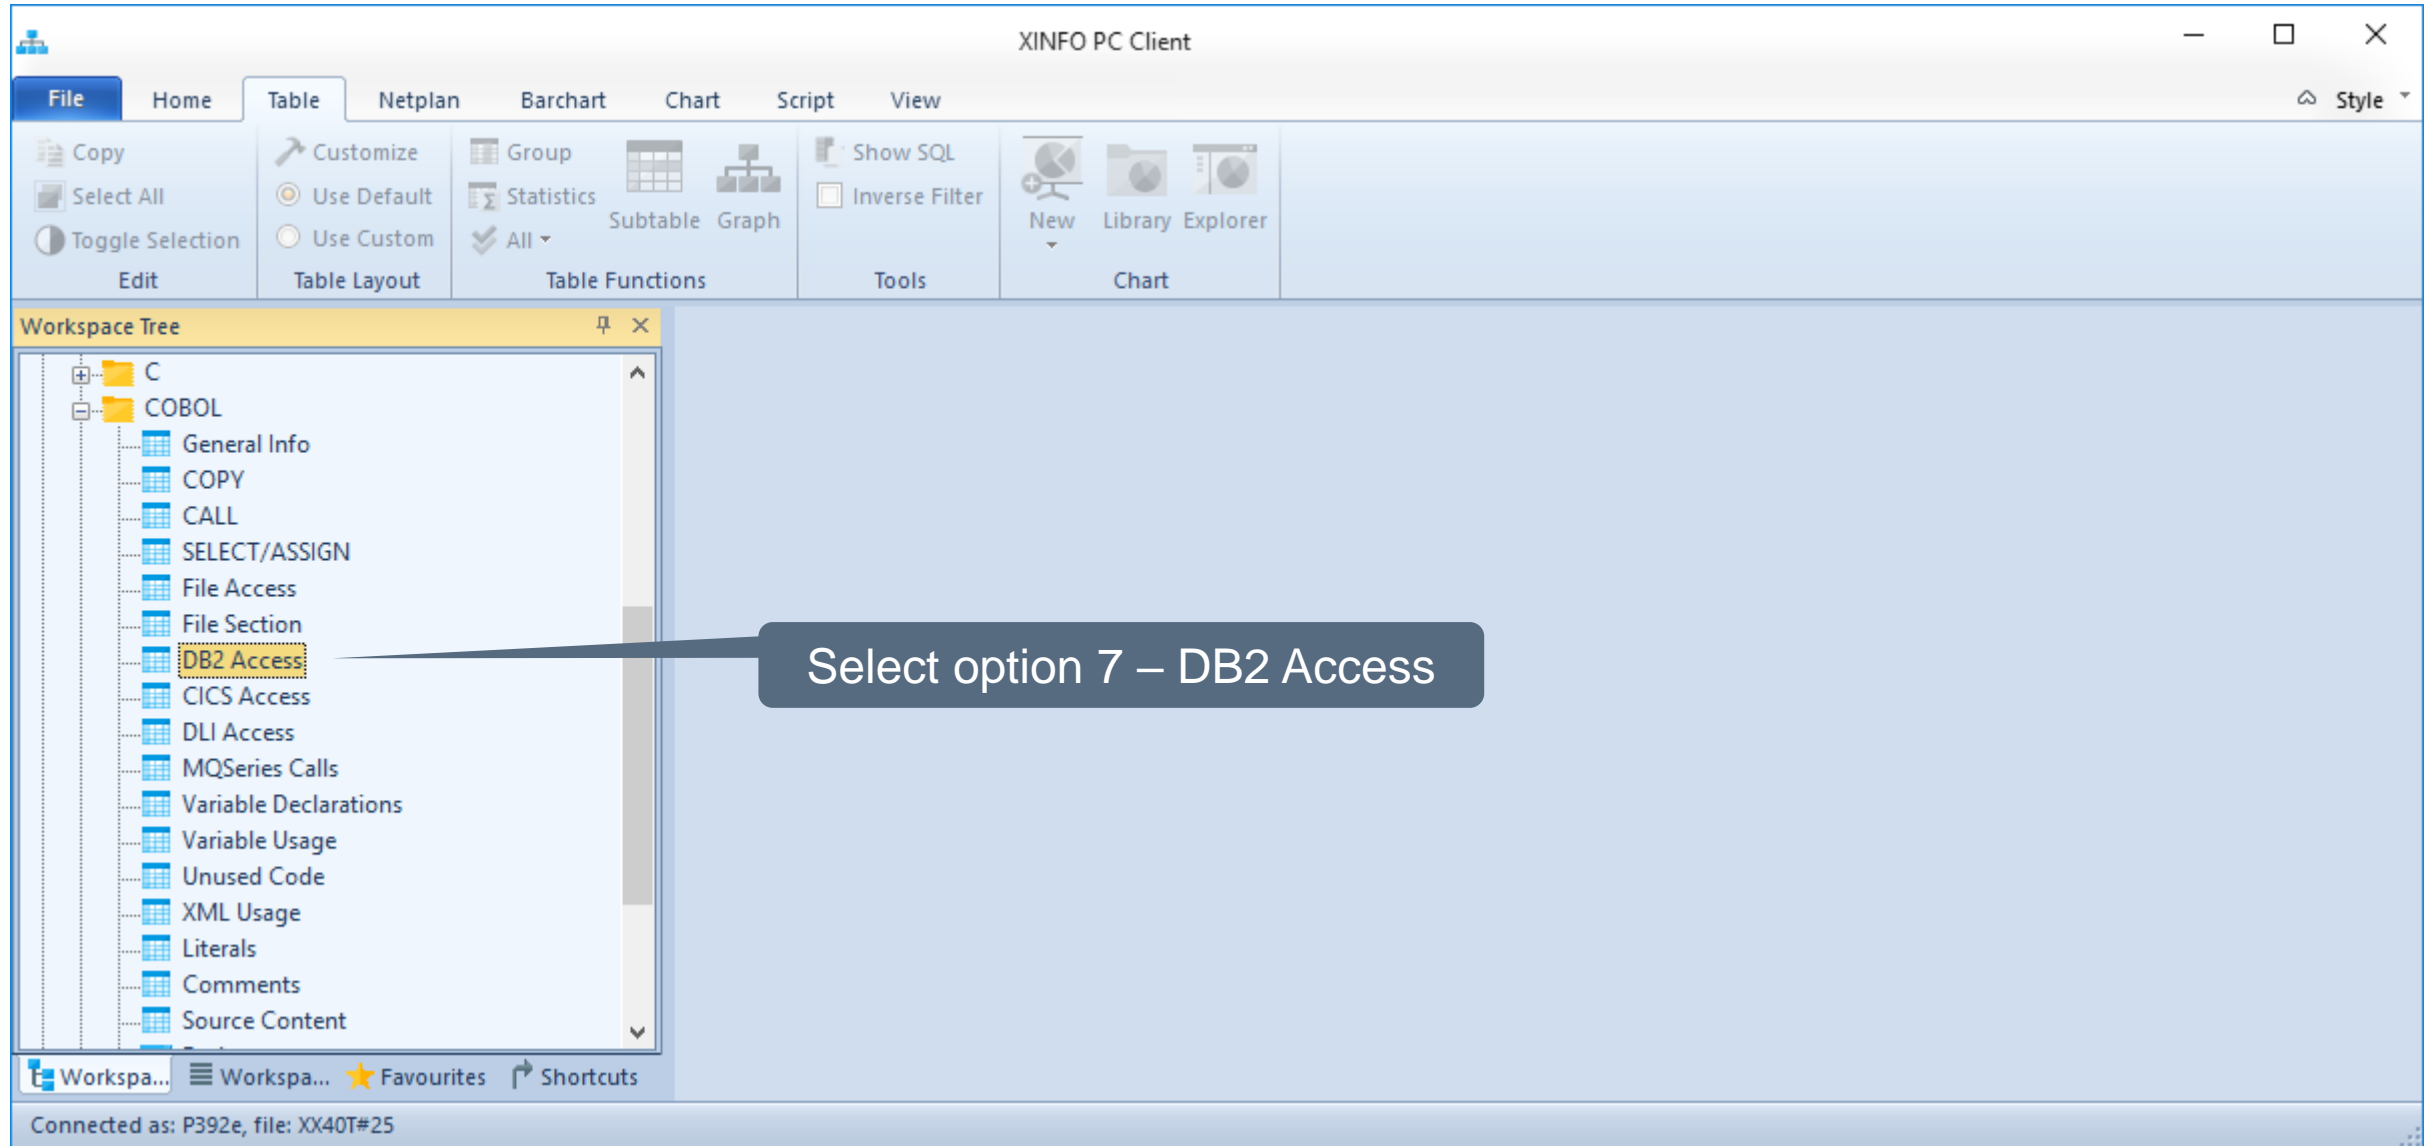 XINFO PC Client
File Home Table Netplan Barchart Chart Script View Style
Copy
Select All
Toggle Selection
Edit
Customize
Use Default
Use Custom
Table Layout
Group
Statistics
All
Subtable Graph
Table Functions
Show SQL
Inverse Filter
Tools
New Library Explorer
Chart
Workspace Tree
C
COBOL
General Info
COPY
CALL
SELECT/ASSIGN
File Access
File Section
DB2 Access
CICS Access
DLI Access
MQSeries Calls
Variable Declarations
Variable Usage
Unused Code
XML Usage
Literals
Comments
Source Content
Select option 7 – DB2 Access
Workspa... Workspa... Favourites Shortcuts
Connected as: P392e, file: XX40T#25